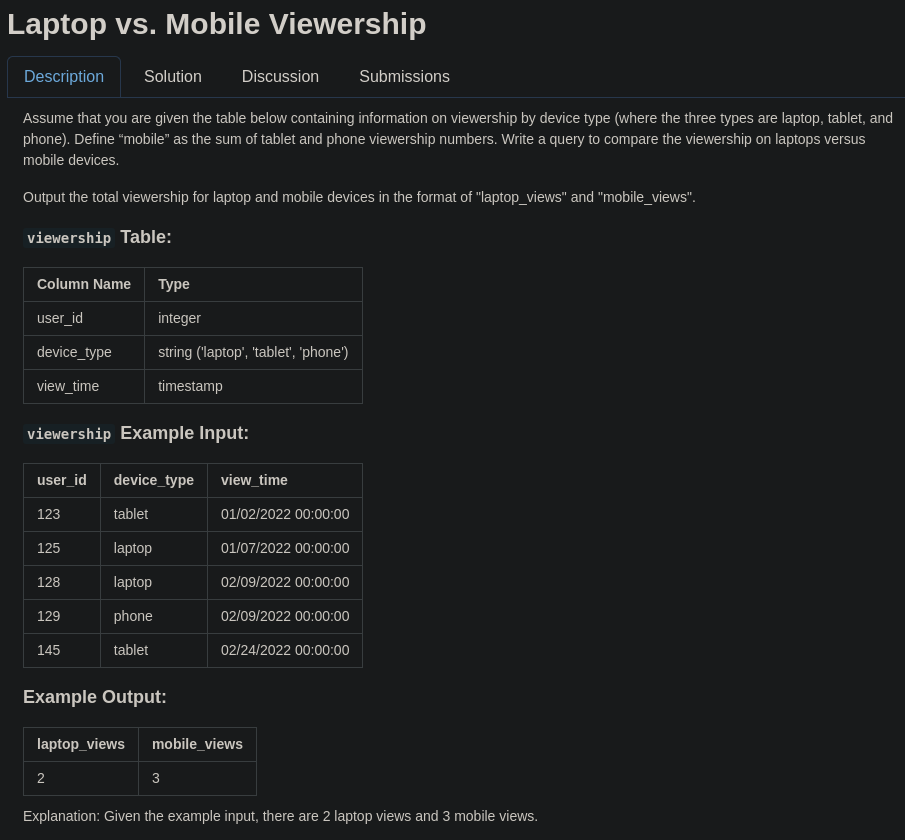 Laptop vs. Mobile Viewership
Description Solution Discussion Submissions
Assume that you are given the table below containing information on viewership by device type (where the three types are laptop, tablet, and
phone). Define “mobile” as the sum of tablet and phone viewership numbers. Write a query to compare the viewership on laptops versus
mobile devices.
Output the total viewership for laptop and mobile devices in the format of "laptop_views" and "mobile_views".
viewership Table:
Column Name Type
user_id integer
device_type string ('laptop', 'tablet', 'phone')
view_time timestamp
viewership Example Input:
user_id device_type view_time
123 tablet 01/02/2022 00:00:00
125 laptop 01/07/2022 00:00:00
128 laptop 02/09/2022 00:00:00
129 phone 02/09/2022 00:00:00
145 tablet 02/24/2022 00:00:00
Example Output:
laptop_views mobile_views
2 3
Explanation: Given the example input, there are 2 laptop views and 3 mobile views.